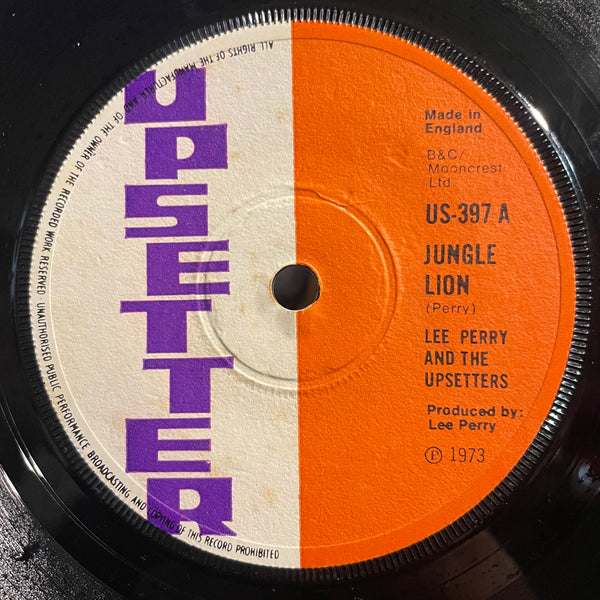 UPSETTER
Made in
England
B&C/
Mooncrest
Ltd
US-397 A
JUNGLE
LION
(Perry)
LEE PERRY
AND THE
UPSETTERS
Produced by:
Lee Perry
℗ 1973
ALL RIGHTS OF THE MANUFACTURER AND OF THE OWNER OF THE RECORDED WORK RESERVED · UNAUTHORISED PUBLIC PERFORMANCE BROADCASTING AND COPYING OF THIS RECORD PROHIBITED